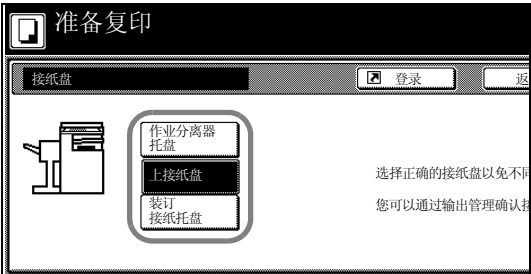 准备复印
接纸盘
登录
返
作业分离器
托盘
上接纸盘
装订
接纸托盘
选择正确的接纸盘以免不同
您可以通过输出管理确认接